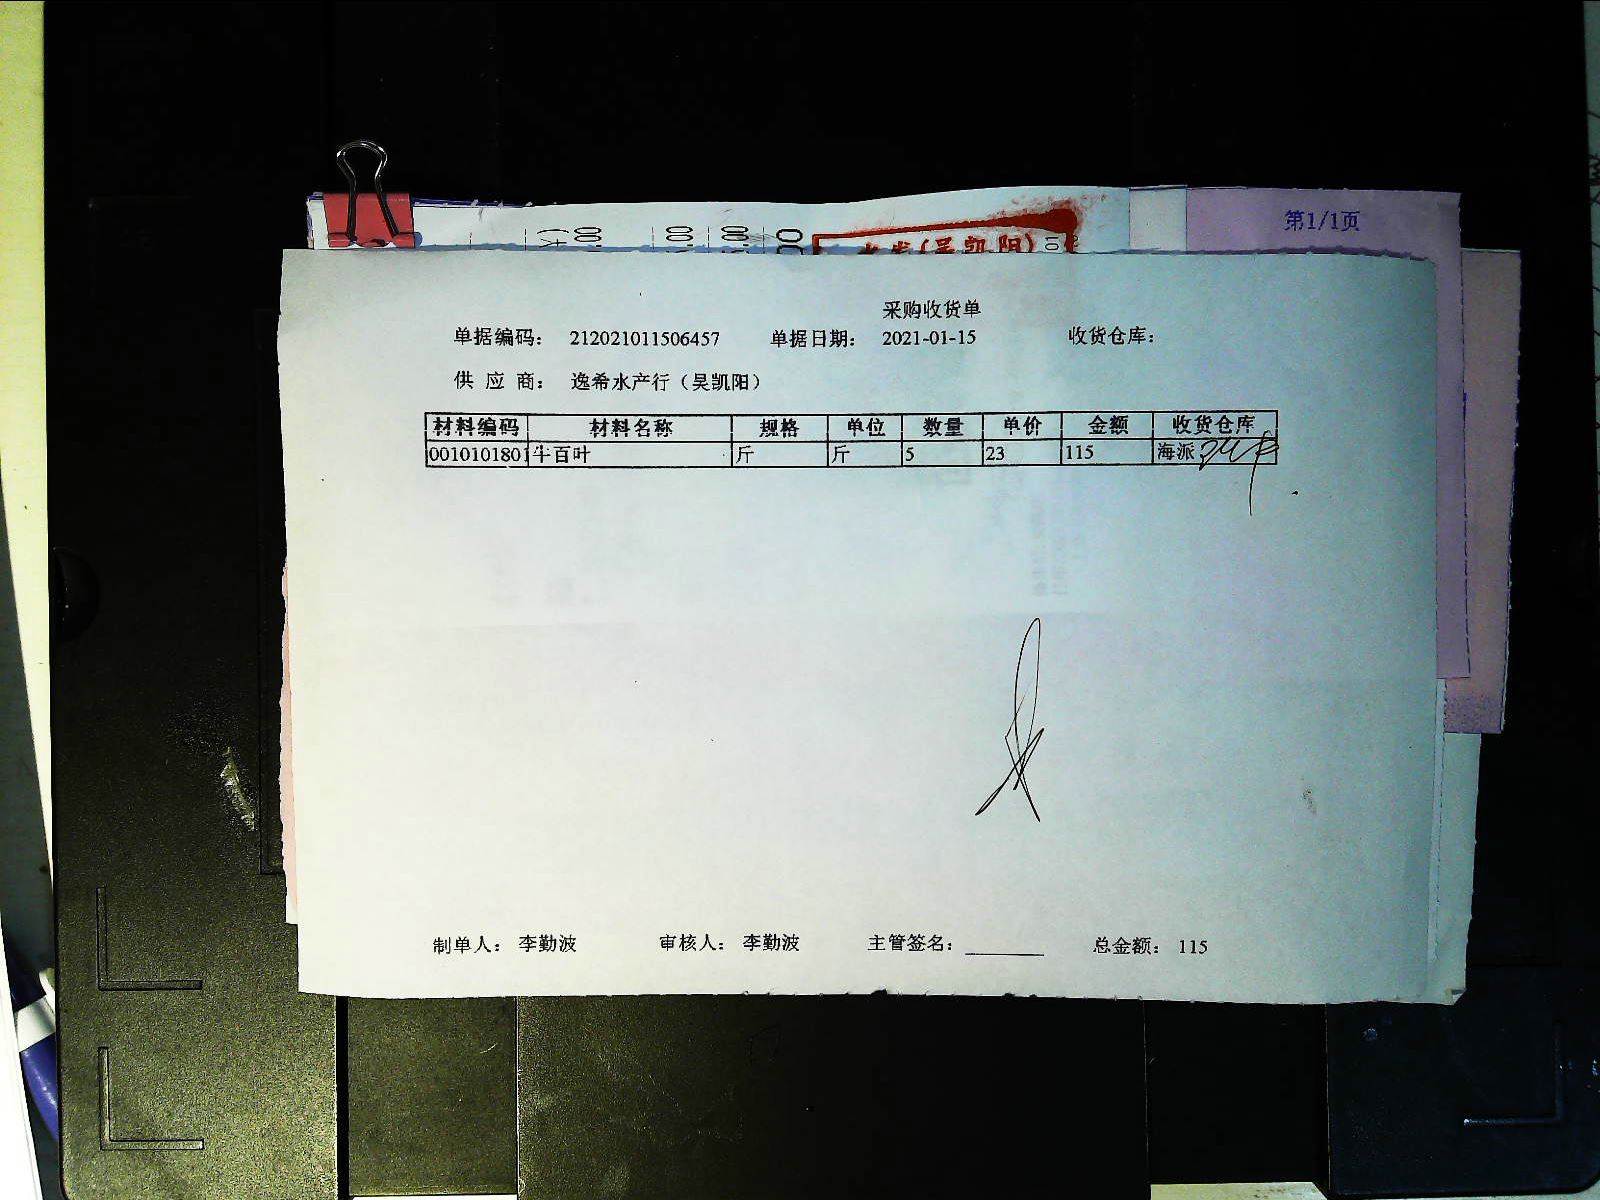 第1/1页
(吴凯阳)
采购收货单
单据编码： 212021011506457 单据日期： 2021-01-15 收货仓库：
供 应 商： 逸希水产行（吴凯阳）
材料编码 材料名称 规格 单位 数量 单价 金额 收货仓库
0010101801 牛百叶 斤 斤 5 23 115 海派
制单人： 李勤波 审核人： 李勤波 主管签名： 总金额： 115